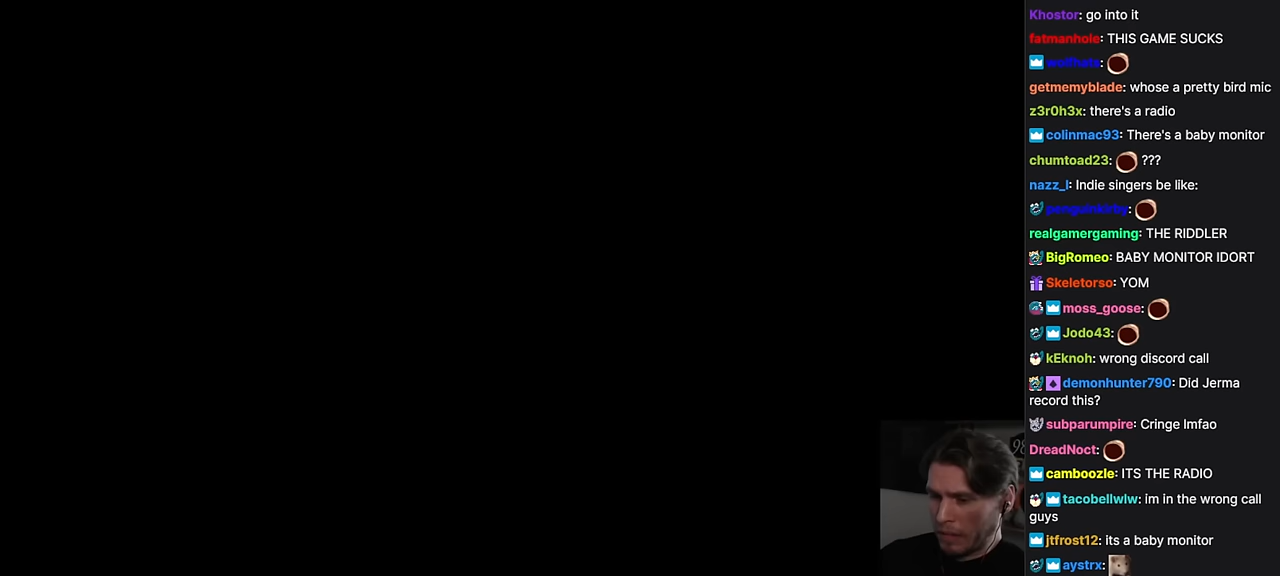 Khostor: go into it
fatmanhole: THIS GAME SUCKS
wolfhats:
getmemyblade: whose a pretty bird mic
z3r0h3x: there's a radio
colinmac93: There's a baby monitor
chumtoad23: ???
nazz_l: Indie singers be like:
penguinkirby:
realgamergaming: THE RIDDLER
BigRomeo: BABY MONITOR IDORT
Skeletorso: YOM
moss_goose:
Jodo43:
kEknoh: wrong discord call
demonhunter790: Did Jerma
record this?
subparumpire: Cringe lmfao
DreadNoct:
camboozle: ITS THE RADIO
tacobellwlw: im in the wrong call
guys
jtfrost12: its a baby monitor
aystrx: